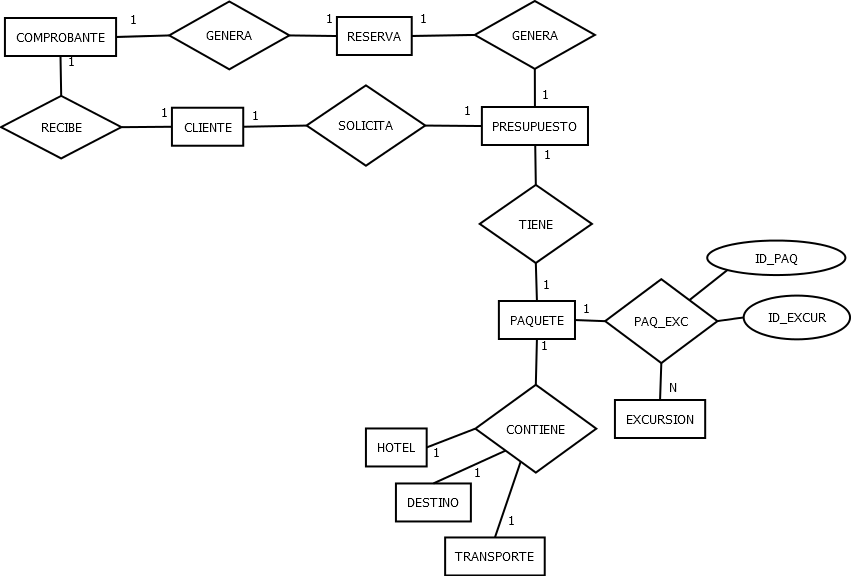 1
1
1
COMPROBANTE
GENERA
RESERVA
GENERA
1
1
1
1
1
RECIBE
CLIENTE
SOLICITA
PRESUPUESTO
1
TIENE
ID_PAQ
1
1
PAQUETE
PAQ_EXC
ID_EXCUR
1
N
EXCURSION
CONTIENE
HOTEL
1
1
DESTINO
1
TRANSPORTE